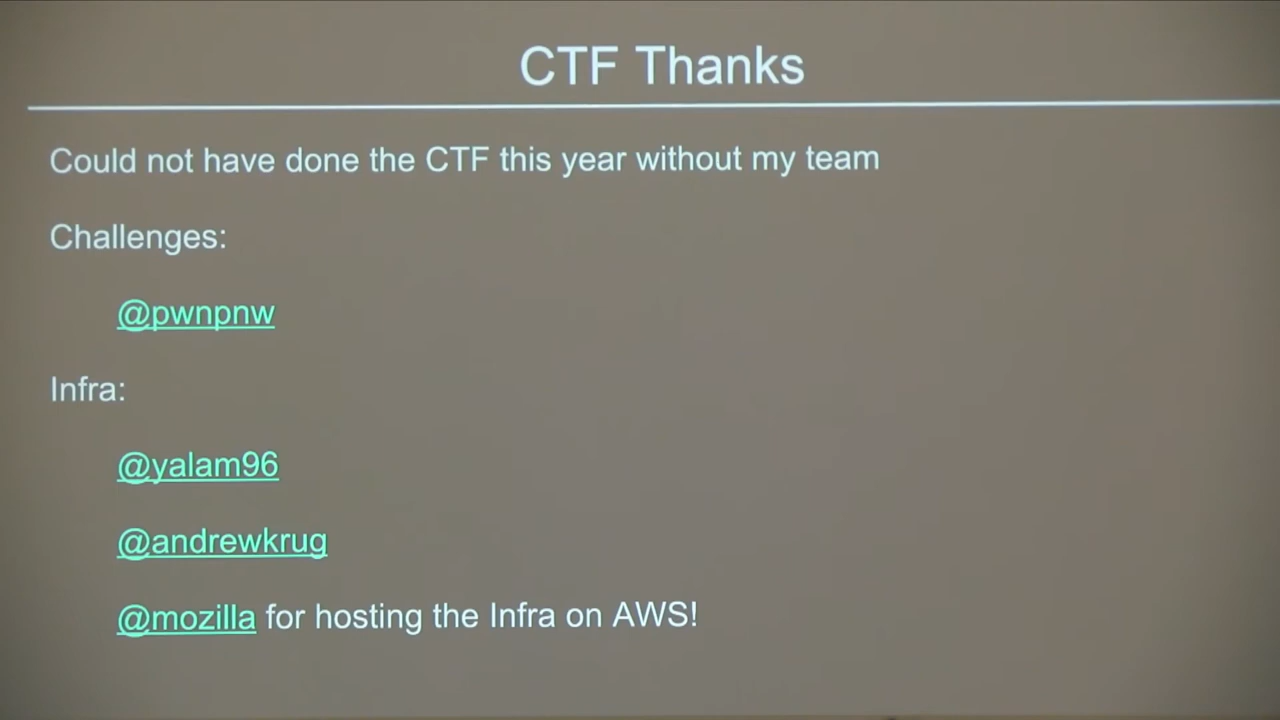 CTF Thanks
Could not have done the CTF this year without my team
Challenges:
@pwnpnw
Infra:
@yalam96
@andrewkrug
@mozilla for hosting the Infra on AWS!